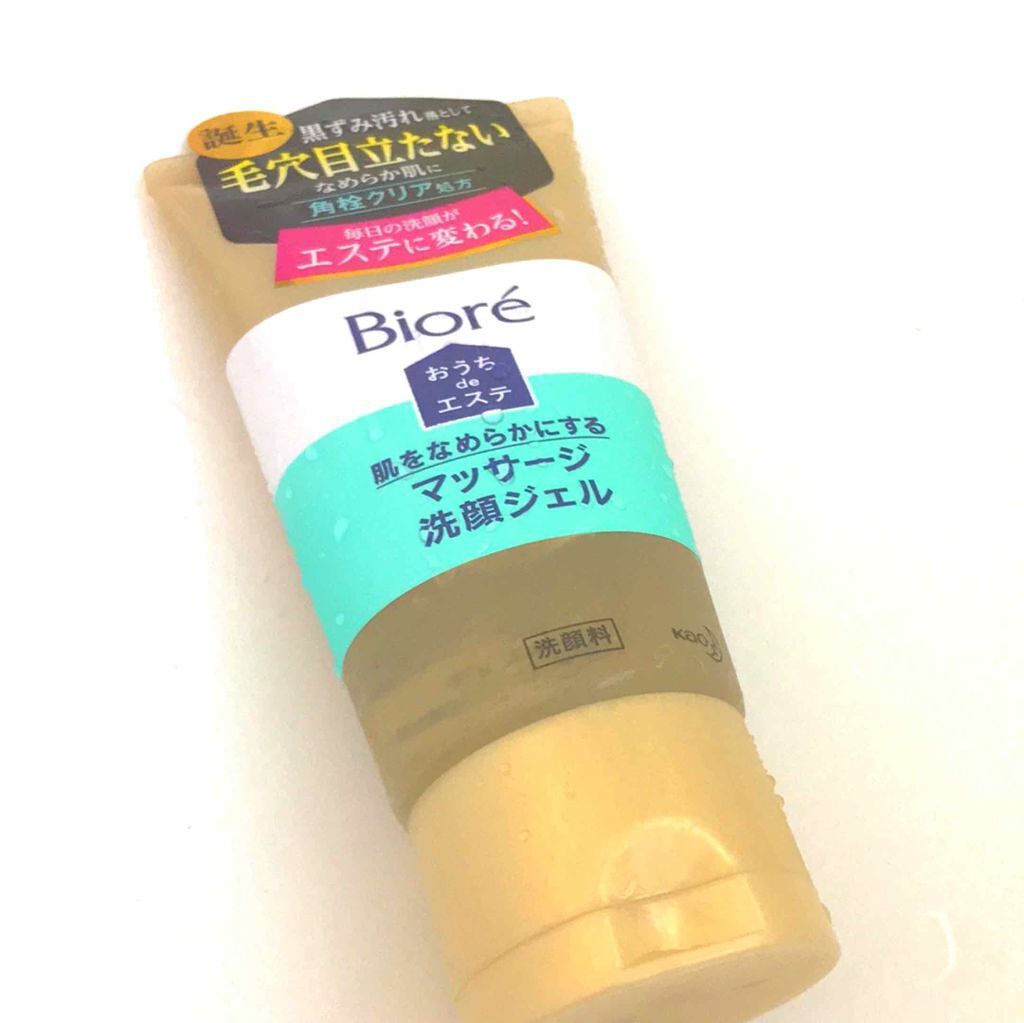 誕生
黒ずみ汚れ落として
毛穴目立たない
なめらか肌に
角栓クリア処方
毎日の洗顔が
エステに変わる!
Bioré
おうち
de
エステ
肌をなめらかにする
マッサージ
洗顔ジェル
洗顔料
Kao